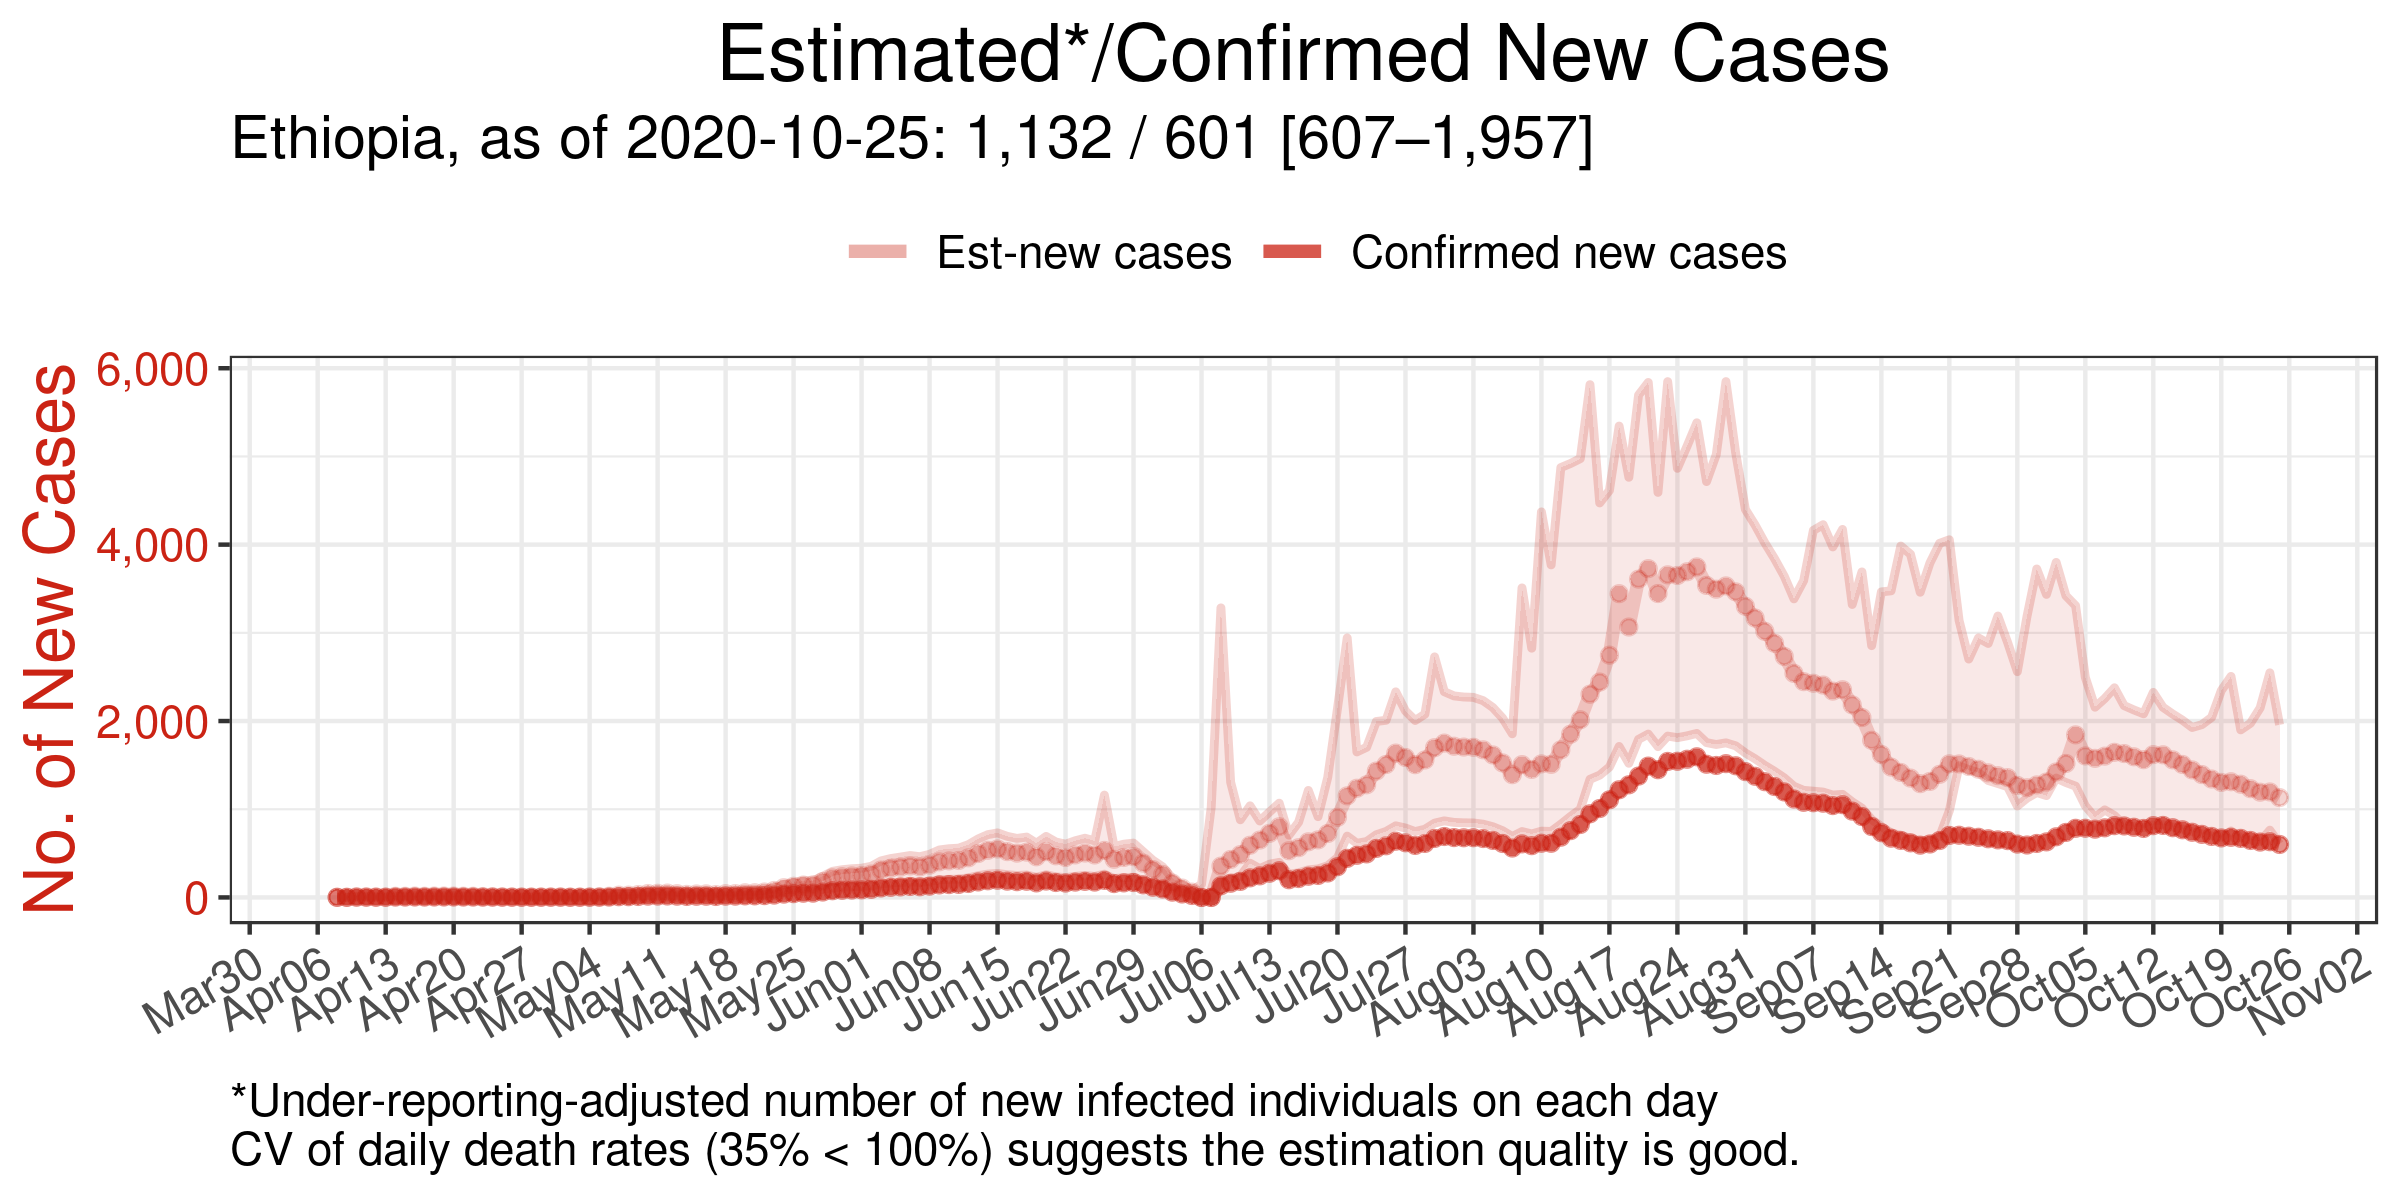 Estimated*/Confirmed New Cases
Ethiopia, as of 2020-10-25: 1,132 / 601 [607–1,957]
Est-new cases Confirmed new cases
No. of New Cases
6,000
4,000
2,000
0
Mar30 Apr06 Apr13 Apr20 Apr27 May04 May11 May18 May25 Jun01 Jun08 Jun15 Jun22 Jun29 Jul06 Jul13 Jul20 Jul27 Aug03 Aug10 Aug17 Aug24 Aug31 Sep07 Sep14 Sep21 Sep28 Oct05 Oct12 Oct19 Oct26 Nov02
*Under-reporting-adjusted number of new infected individuals on each day
CV of daily death rates (35% < 100%) suggests the estimation quality is good.